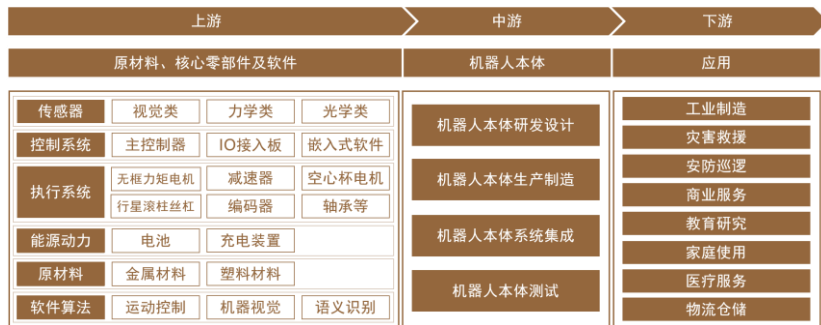 上游 中游 下游
原材料、核心零部件及软件 机器人本体 应用
传感器 视觉类 力学类 光学类
控制系统 主控制器 IO接入板 嵌入式软件
执行系统 无框力矩电机 减速器 空心杯电机
行星滚柱丝杠 编码器 轴承等
能源动力 电池 充电装置
原材料 金属材料 塑料材料
软件算法 运动控制 机器视觉 语义识别
机器人本体研发设计
机器人本体生产制造
机器人本体系统集成
机器人本体测试
工业制造
灾害救援
安防巡逻
商业服务
教育研究
家庭使用
医疗服务
物流仓储